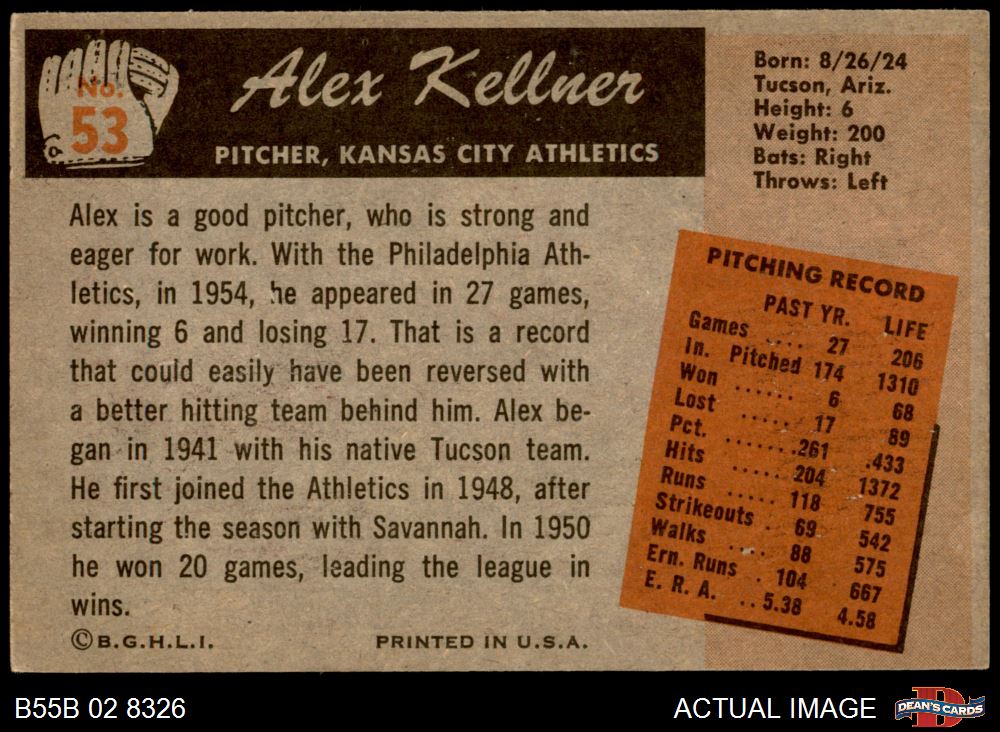 No.
53
Alex Kellner
PITCHER, KANSAS CITY ATHLETICS
Born: 8/26/24
Tucson, Ariz.
Height: 6
Weight: 200
Bats: Right
Throws: Left
Alex is a good pitcher, who is strong and
eager for work. With the Philadelphia Ath-
letics, in 1954, he appeared in 27 games,
winning 6 and losing 17. That is a record
that could easily have been reversed with
a better hitting team behind him. Alex be-
gan in 1941 with his native Tucson team.
He first joined the Athletics in 1948, after
starting the season with Savannah. In 1950
he won 20 games, leading the league in
wins.
©B.G.H.L.I. PRINTED IN U.S.A.
PITCHING RECORD
PAST YR. LIFE
Games .... 27 206
In. Pitched 174 1310
Won ...... 6 68
Lost ..... 17 89
Pct. .......261 .433
Hits ..... 204 1372
Runs ..... 118 755
Strikeouts . 69 542
Walks .... 88 575
Ern. Runs . 104 667
E. R. A. ..5.38 4.58
B55B 02 8326 ACTUAL IMAGE
D
DEAN'S CARDS